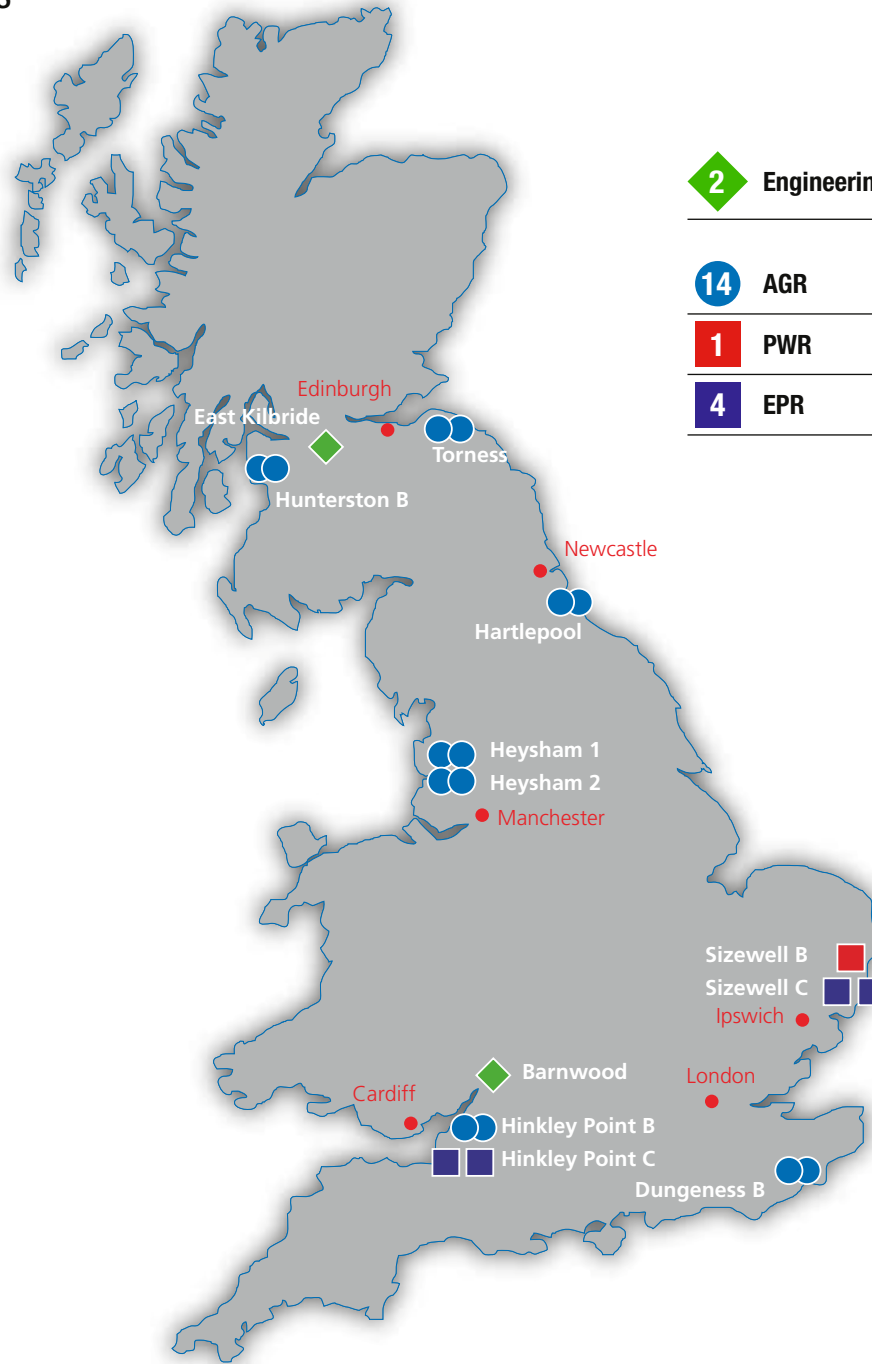 2
14 AGR
1 PWR
4 EPR
Edinburgh
East Kilbride
Torness
Hunterston B
Newcastle
Hartlepool
Heysham 1
Heysham 2
Manchester
Sizewell B
Sizewell C
Ipswich
Barnwood
London
Cardiff
Hinkley Point B
Hinkley Point C
Dungeness B